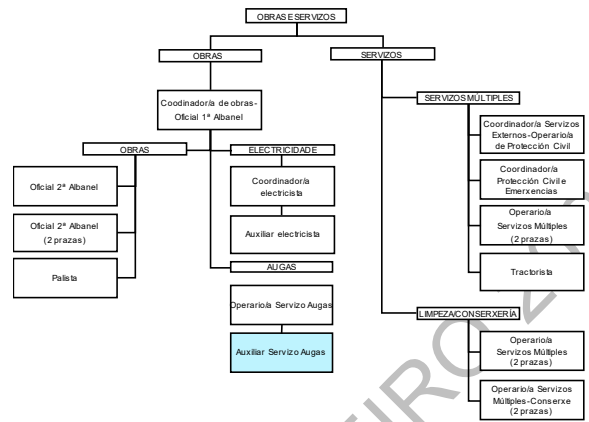 OBRAS E SERVIZOS
OBRAS
SERVIZOS
Coodinador/a de obras-
Oficial 1ª Albanel
OBRAS
Oficial 2ª Albanel
Oficial 2ª Albanel
(2 prazas)
Palista
ELECTRICIDADE
Coordinador/a
electricista
Auxiliar electricista
AUGAS
Operario/a Servizo Augas
Auxiliar Servizo Augas
SERVIZOS MÚLTIPLES
Coordinador/a Servizos
Externos-Operario/a
de Protección Civil
Coordinador/a
Protección Civil e
Emerxencias
Operario/a
Servizos Múltiples
(2 prazas)
Tractorista
LIMPEZA/CONSERXERÍA
Operario/a
Servizos Múltiples
(2 prazas)
Operario/a Servizos
Múltiples-Conserxe
(2 prazas)